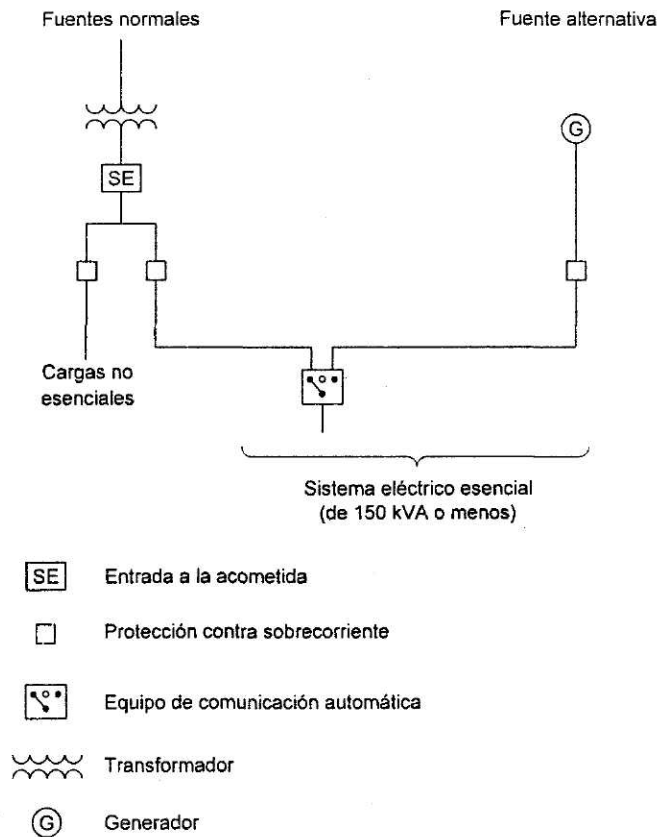 Fuentes normales
Fuente alternativa
G
SE
Cargas no
esenciales
Sistema eléctrico esencial
(de 150 kVA o menos)
SE Entrada a la acometida
Protección contra sobrecorriente
Equipo de comunicación automática
Transformador
G Generador